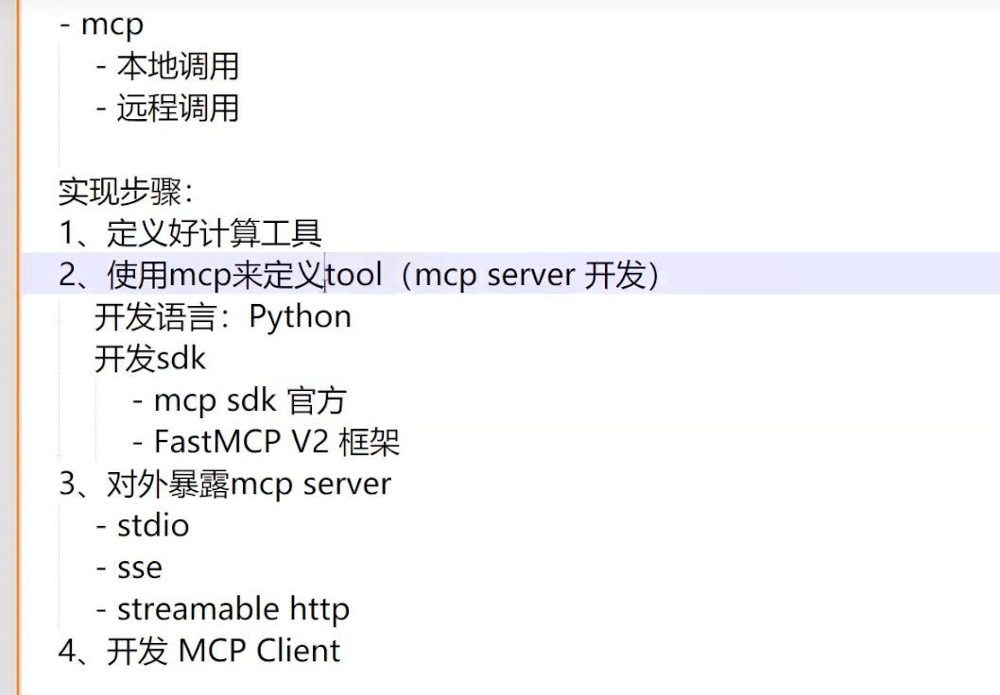 - mcp
- 本地调用
- 远程调用
实现步骤：
1、定义好计算工具
2、使用mcp来定义tool（mcp server 开发）
开发语言：Python
开发sdk
- mcp sdk 官方
- FastMCP V2 框架
3、对外暴露mcp server
- stdio
- sse
- streamable http
4、开发 MCP Client